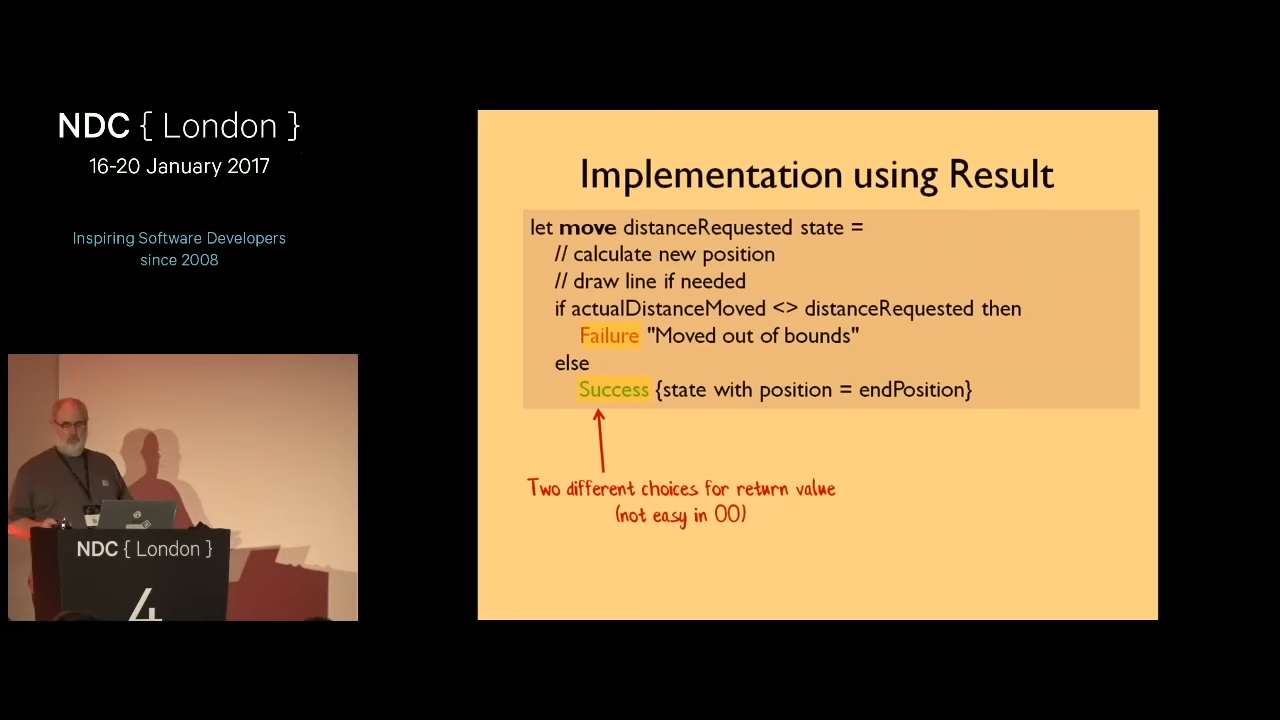 NDC { London }
16-20 January 2017
Inspiring Software Developers
since 2008
Implementation using Result
let move distanceRequested state =
// calculate new position
// draw line if needed
if actualDistanceMoved <> distanceRequested then
Failure "Moved out of bounds"
else
Success {state with position = endPosition}
Two different choices for return value
(not easy in OO)
NDC { London }
4